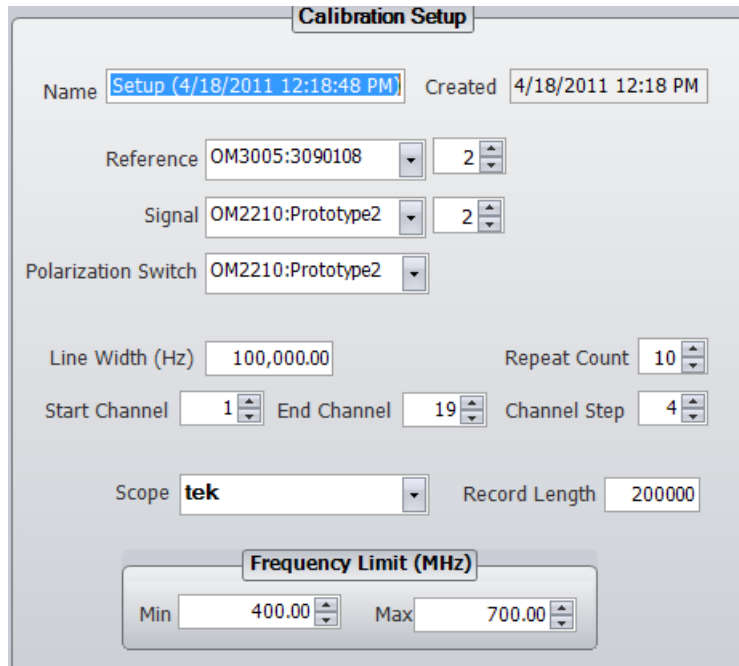 Calibration Setup
Name Setup (4/18/2011 12:18:48 PM) Created 4/18/2011 12:18 PM
Reference OM3005:3090108 2
Signal OM2210:Prototype2 2
Polarization Switch OM2210:Prototype2
Line Width (Hz) 100,000.00 Repeat Count 10
Start Channel 1 End Channel 19 Channel Step 4
Scope tek Record Length 200000
Frequency Limit (MHz)
Min 400.00 Max 700.00